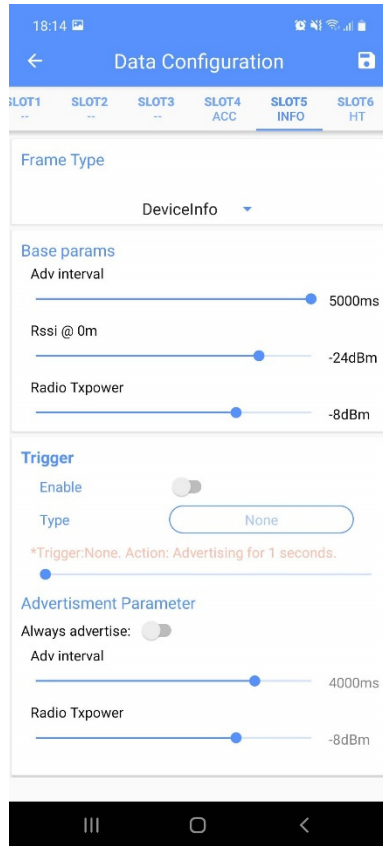 18:14
Data Configuration
SLOT1 SLOT2 SLOT3 SLOT4 SLOT5 SLOT6
-- -- -- ACC INFO HT
Frame Type
DeviceInfo
Base params
Adv interval
5000ms
Rssi @ 0m
-24dBm
Radio Txpower
-8dBm
Trigger
Enable
Type None
*Trigger:None. Action: Advertising for 1 seconds.
Advertisment Parameter
Always advertise:
Adv interval
4000ms
Radio Txpower
-8dBm